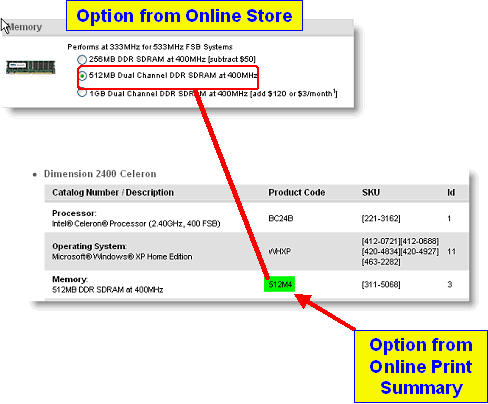 Option from Online Store
Memory
Performs at 333MHz for 533MHz FSB Systems
256MB DDR SDRAM at 400MHz [subtract $50]
512MB Dual Channel DDR SDRAM at 400MHz
1GB Dual Channel DDR SDRAM at 400MHz [add $120 or $3/month¹]
• Dimension 2400 Celeron
Catalog Number / Description Product Code SKU Id
Processor:
Intel® Celeron® Processor (2.40GHz, 400 FSB) BC24B [221-3162] 1
Operating System:
Microsoft® Windows® XP Home Edition WHXP [412-0721][412-0688]
[420-4834][420-4927] 11
[463-2282]
Memory:
512MB DDR SDRAM at 400MHz 512M4 [311-5068] 3
Option from
Online Print
Summary